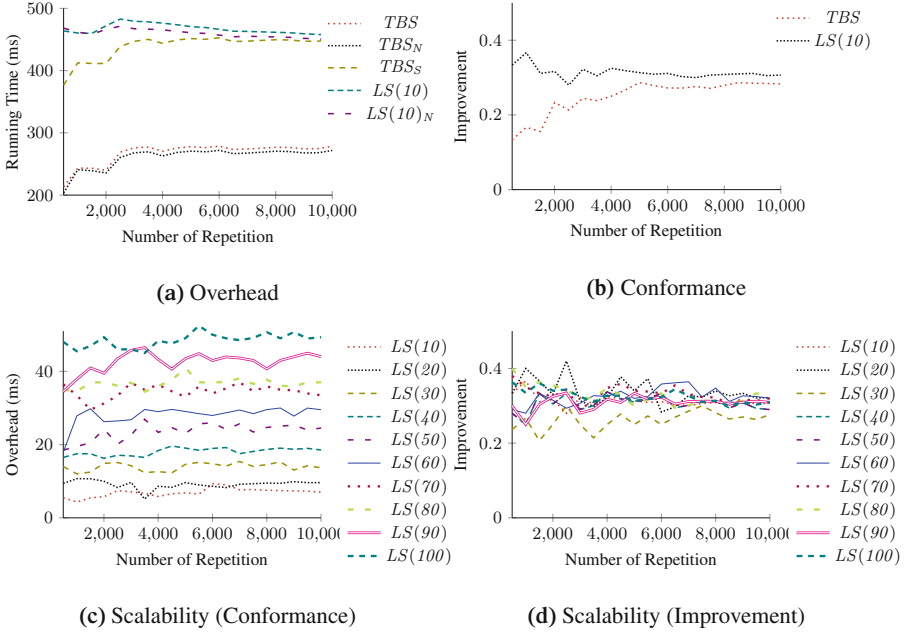 500
400
300
200
Running Time (ms)
2,000 4,000 6,000 8,000 10,000
Number of Repetition
TBS
TBS_N
TBS_S
LS(10)
LS(10)_N
(a) Overhead
0.4
0.2
0
Improvement
2,000 4,000 6,000 8,000 10,000
Number of Repetition
TBS
LS(10)
(b) Conformance
40
20
0
Overhead (ms)
2,000 4,000 6,000 8,000 10,000
Number of Repetition
LS(10)
LS(20)
LS(30)
LS(40)
LS(50)
LS(60)
LS(70)
LS(80)
LS(90)
LS(100)
(c) Scalability (Conformance)
0.4
0.2
0
Improvement
2,000 4,000 6,000 8,000 10,000
Number of Repetition
LS(10)
LS(20)
LS(30)
LS(40)
LS(50)
LS(60)
LS(70)
LS(80)
LS(90)
LS(100)
(d) Scalability (Improvement)